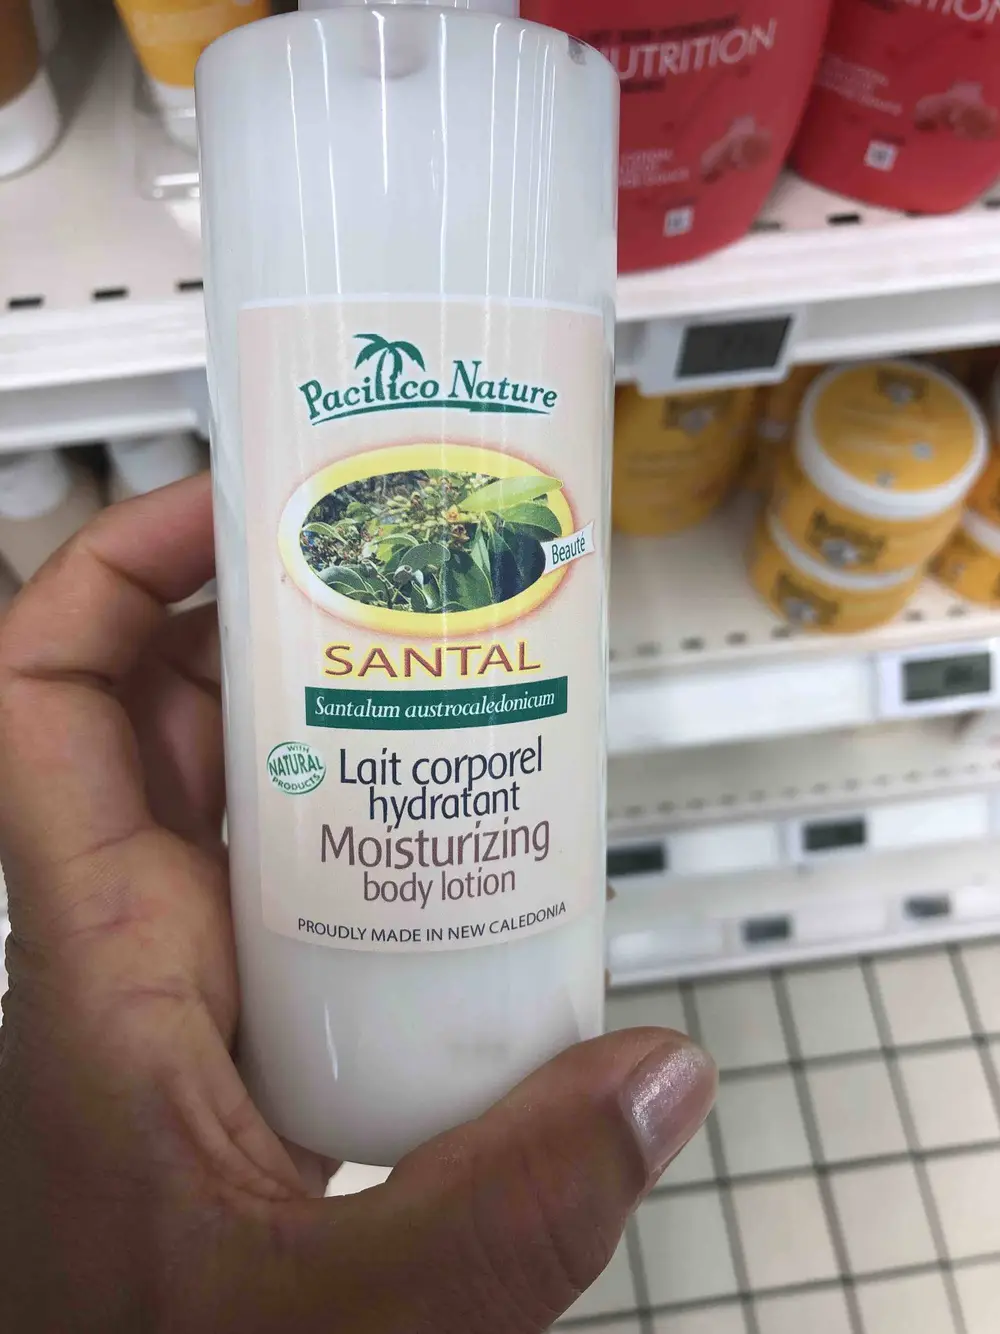 UTRITION
Pacifico Nature
Beauté
SANTAL
Santalum austrocaledonicum
WITH
NATURAL
PRODUCTS
Lait corporel
hydratant
Moisturizing
body lotion
PROUDLY MADE IN NEW CALEDONIA